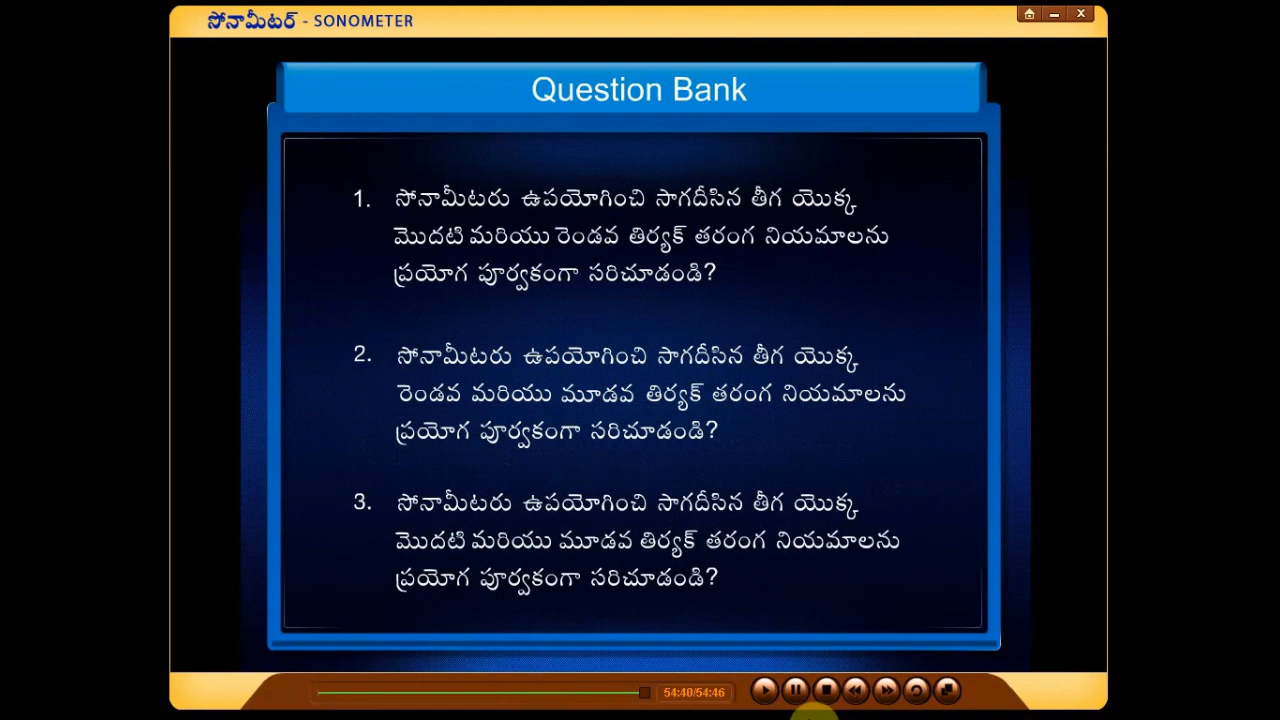 సోనామీటర్ - SONOMETER
Question Bank
1. సోనామీటరు ఉపయోగించి సాగదీసిన తీగ యొక్క
మొదటి మరియు రెండవ తిర్యక్ తరంగ నియమాలను
ప్రయోగ పూర్వకంగా సరిచూడండి?
2. సోనామీటరు ఉపయోగించి సాగదీసిన తీగ యొక్క
రెండవ మరియు మూడవ తిర్యక్ తరంగ నియమాలను
ప్రయోగ పూర్వకంగా సరిచూడండి?
3. సోనామీటరు ఉపయోగించి సాగదీసిన తీగ యొక్క
మొదటి మరియు మూడవ తిర్యక్ తరంగ నియమాలను
ప్రయోగ పూర్వకంగా సరిచూడండి?
54:40/54:46